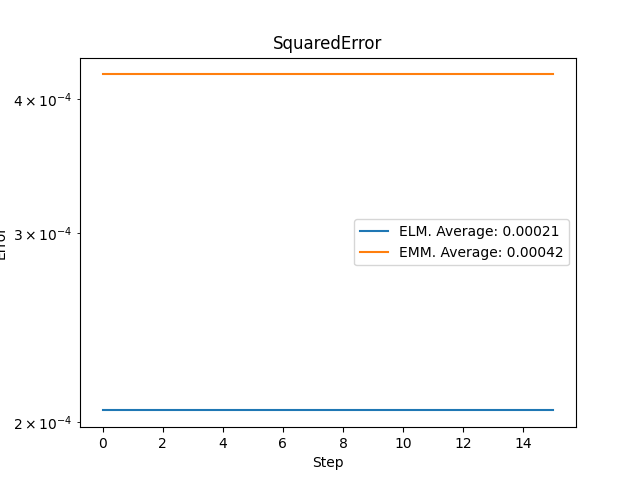 SquaredError
4 × 10⁻⁴
3 × 10⁻⁴
2 × 10⁻⁴
Error
ELM. Average: 0.00021
EMM. Average: 0.00042
0 2 4 6 8 10 12 14
Step